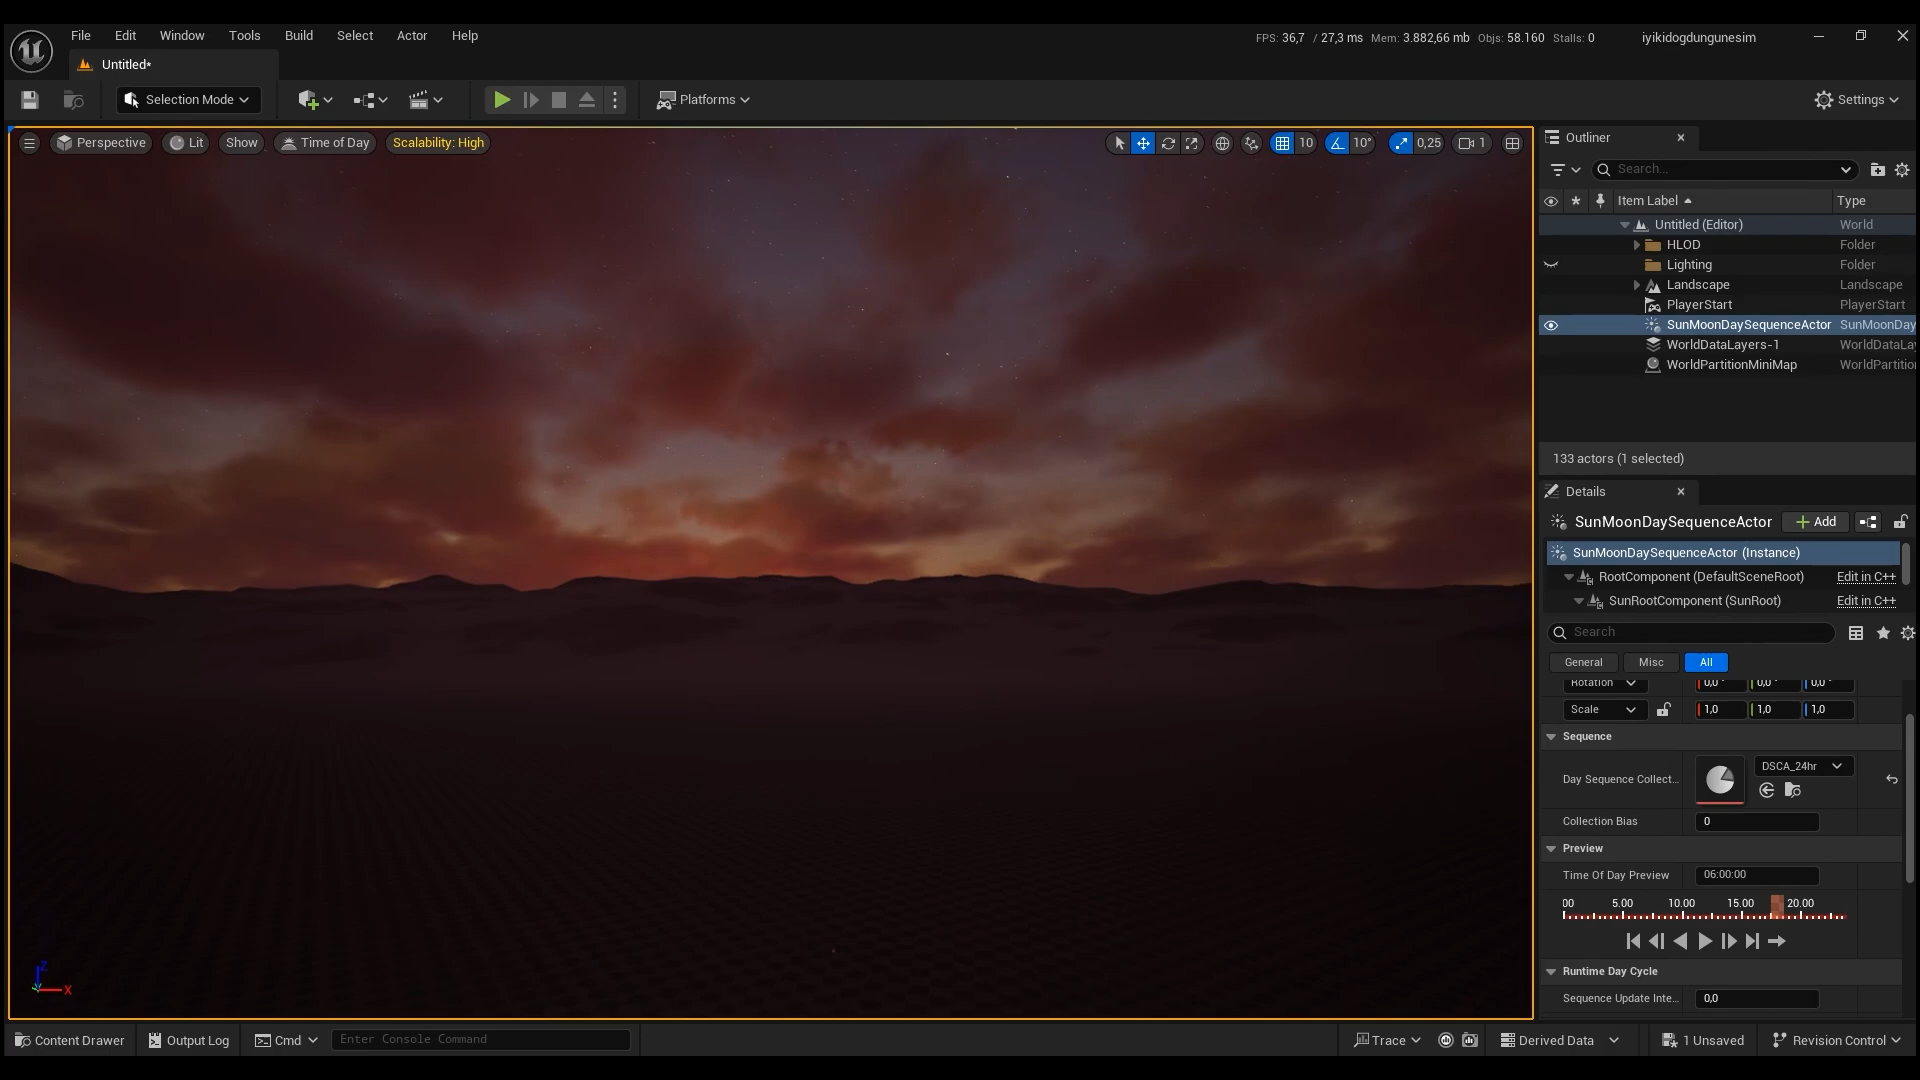 File Edit Window Tools Build Select Actor Help
FPS: 36,7 / 27,3 ms Mem: 3.882,66 mb Objs: 58.160 Stalls: 0 iyikidogdungunesim
Untitled*
Selection Mode Platforms Settings
Perspective Lit Show Time of Day Scalability: High 10 10° 0,25 1
Outliner
Search...
Item Label Type
Untitled (Editor) World
HLOD Folder
Lighting Folder
Landscape Landscape
PlayerStart PlayerStart
SunMoonDaySequenceActor SunMoonDay
WorldDataLayers-1 WorldDataLa
WorldPartitionMiniMap WorldPartitio
133 actors (1 selected)
Details
SunMoonDaySequenceActor Add
SunMoonDaySequenceActor (Instance)
RootComponent (DefaultSceneRoot) Edit in C++
SunRootComponent (SunRoot) Edit in C++
Search
General Misc All
Rotation 0,0 ° 0,0 ° 0,0 °
Scale 1,0 1,0 1,0
Sequence
Day Sequence Collect... DSCA_24hr
Collection Bias 0
Preview
Time Of Day Preview 06:00:00
00 5.00 10.00 15.00 20.00
Runtime Day Cycle
Sequence Update Inte... 0,0
Z
X
Content Drawer Output Log Cmd Enter Console Command Trace Derived Data 1 Unsaved Revision Control